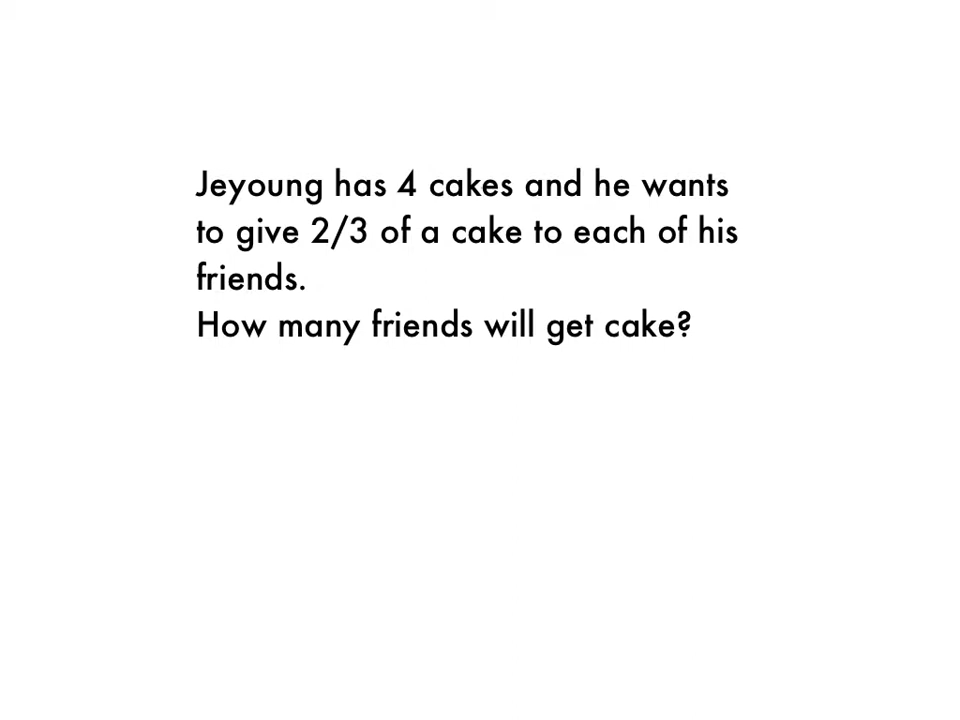 Jeyoung has 4 cakes and he wants
to give 2/3 of a cake to each of his
friends.
How many friends will get cake?